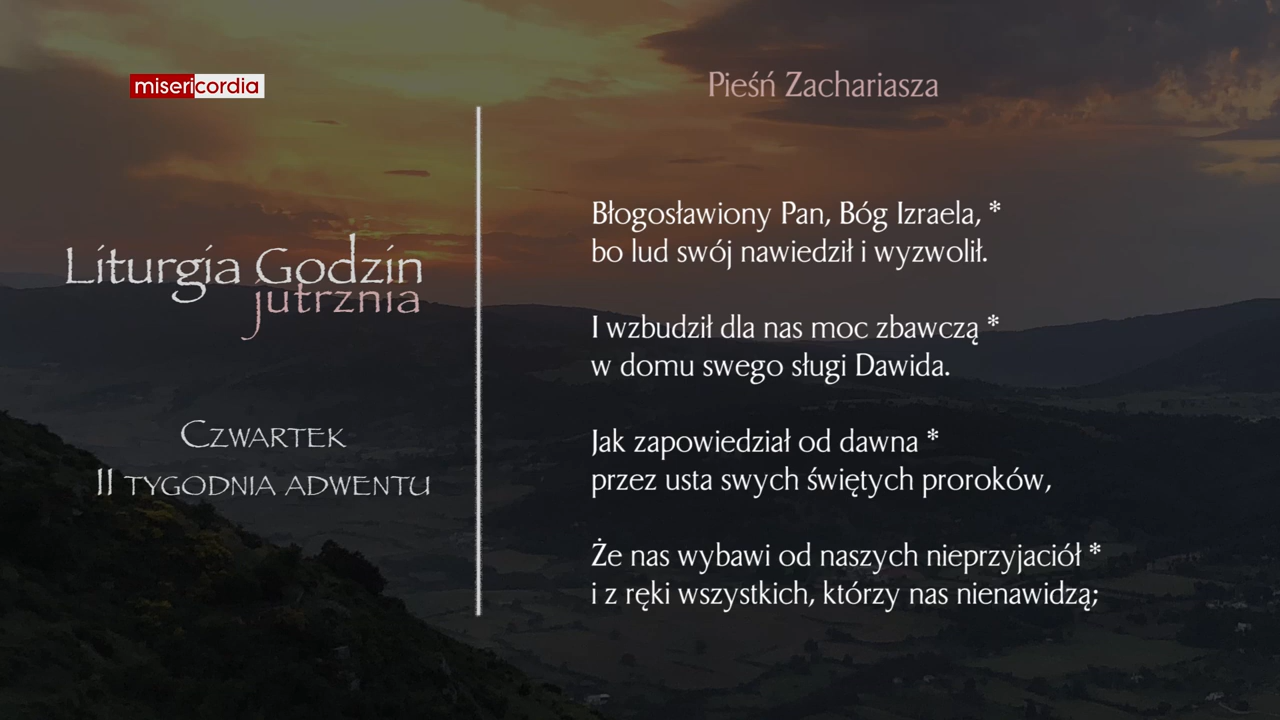 misericordia
Liturgia Godzin
jutrznia
Czwartek
II tygodnia adwentu
Pieśń Zachariasza
Błogosławiony Pan, Bóg Izraela, *
bo lud swój nawiedził i wyzwolił.
I wzbudził dla nas moc zbawczą *
w domu swego sługi Dawida.
Jak zapowiedział od dawna *
przez usta swych świętych proroków,
Że nas wybawi od naszych nieprzyjaciół *
i z ręki wszystkich, którzy nas nienawidzą;